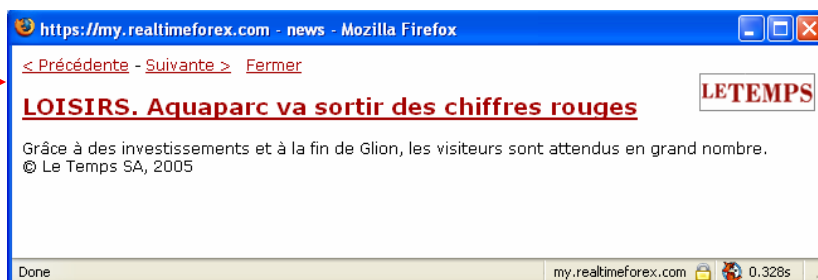 https://my.realtimeforex.com - news - Mozilla Firefox
< Précédente - Suivante > Fermer
LE TEMPS
LOISIRS. Aquaparc va sortir des chiffres rouges
Grâce à des investissements et à la fin de Glion, les visiteurs sont attendus en grand nombre.
© Le Temps SA, 2005
Done my.realtimeforex.com 0.328s